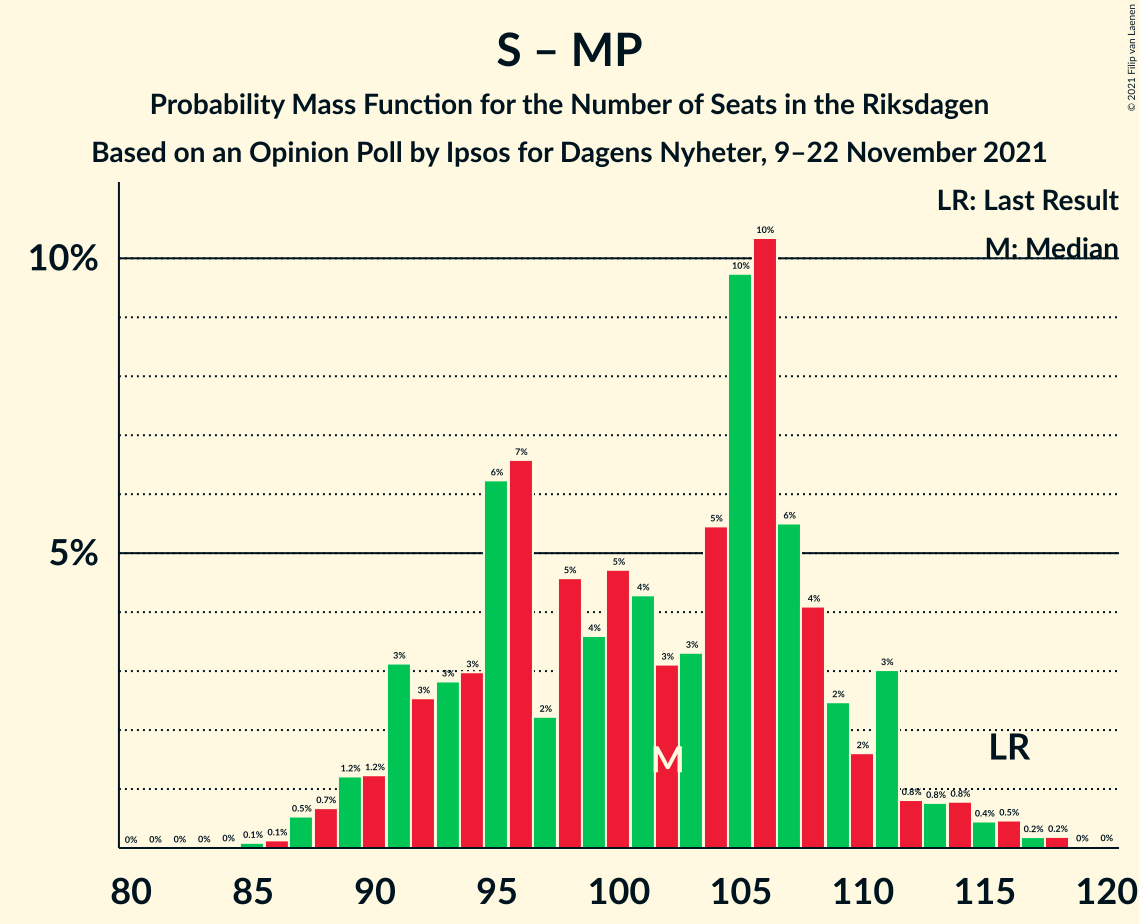 S – MP
Probability Mass Function for the Number of Seats in the Riksdagen
Based on an Opinion Poll by Ipsos for Dagens Nyheter, 9–22 November 2021
© 2021 Filip van Laenen
LR: Last Result
M: Median
10%
5%
0% 0% 0% 0% 0% 0.1% 0.1% 0.5% 0.7% 1.2% 1.2% 3% 3% 3% 3% 6% 7% 2% 5% 4% 5% 4% 3% 3% 5% 10% 10% 6% 4% 2% 2% 3% 0.8% 0.8% 0.8% 0.4% 0.5% 0.2% 0.2% 0% 0%
M
LR
80 85 90 95 100 105 110 115 120